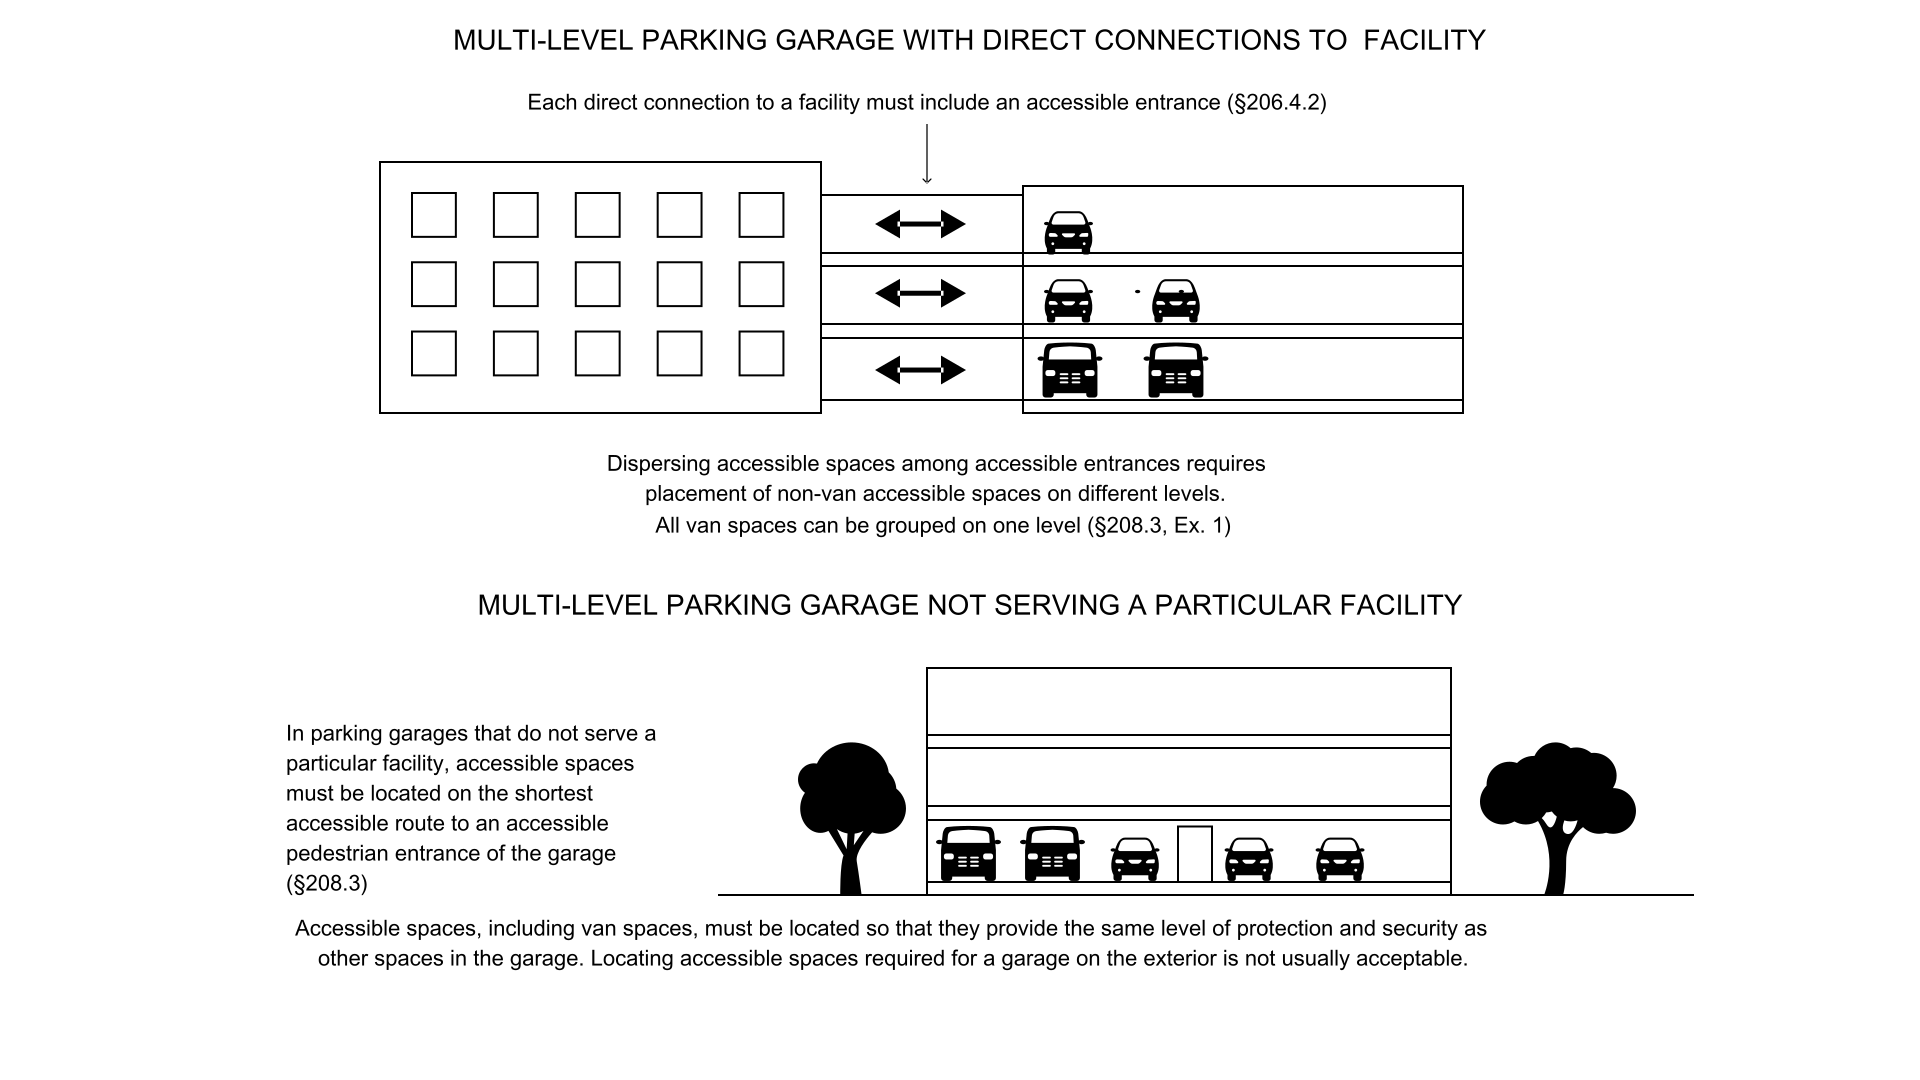 MULTI-LEVEL PARKING GARAGE WITH DIRECT CONNECTIONS TO  FACILITY
Each direct connection to a facility must include an accessible entrance (§206.4.2)
Dispersing accessible spaces among accessible entrances requires
placement of non-van accessible spaces on different levels.
All van spaces can be grouped on one level (§208.3, Ex. 1)
MULTI-LEVEL PARKING GARAGE NOT SERVING A PARTICULAR FACILITY
In parking garages that do not serve a
particular facility, accessible spaces
must be located on the shortest
accessible route to an accessible
pedestrian entrance of the garage
(§208.3)
Accessible spaces, including van spaces, must be located so that they provide the same level of protection and security as
other spaces in the garage. Locating accessible spaces required for a garage on the exterior is not usually acceptable.